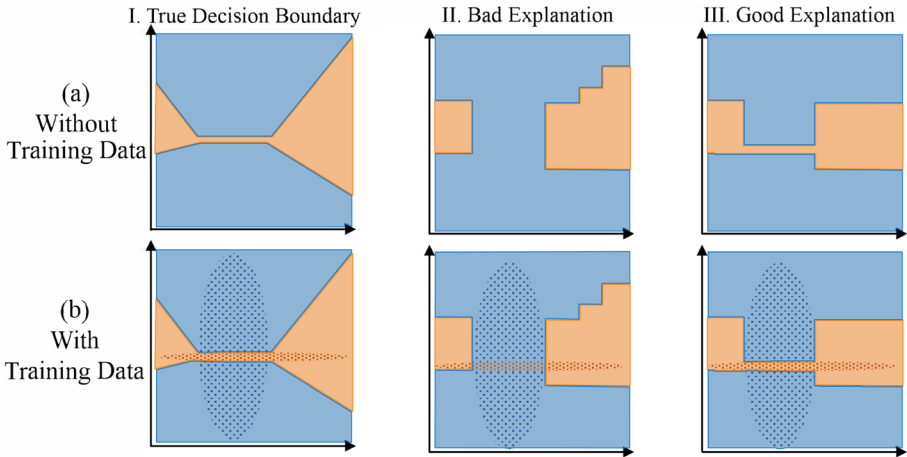 I. True Decision Boundary
II. Bad Explanation
III. Good Explanation
(a)
Without
Training Data
(b)
With
Training Data